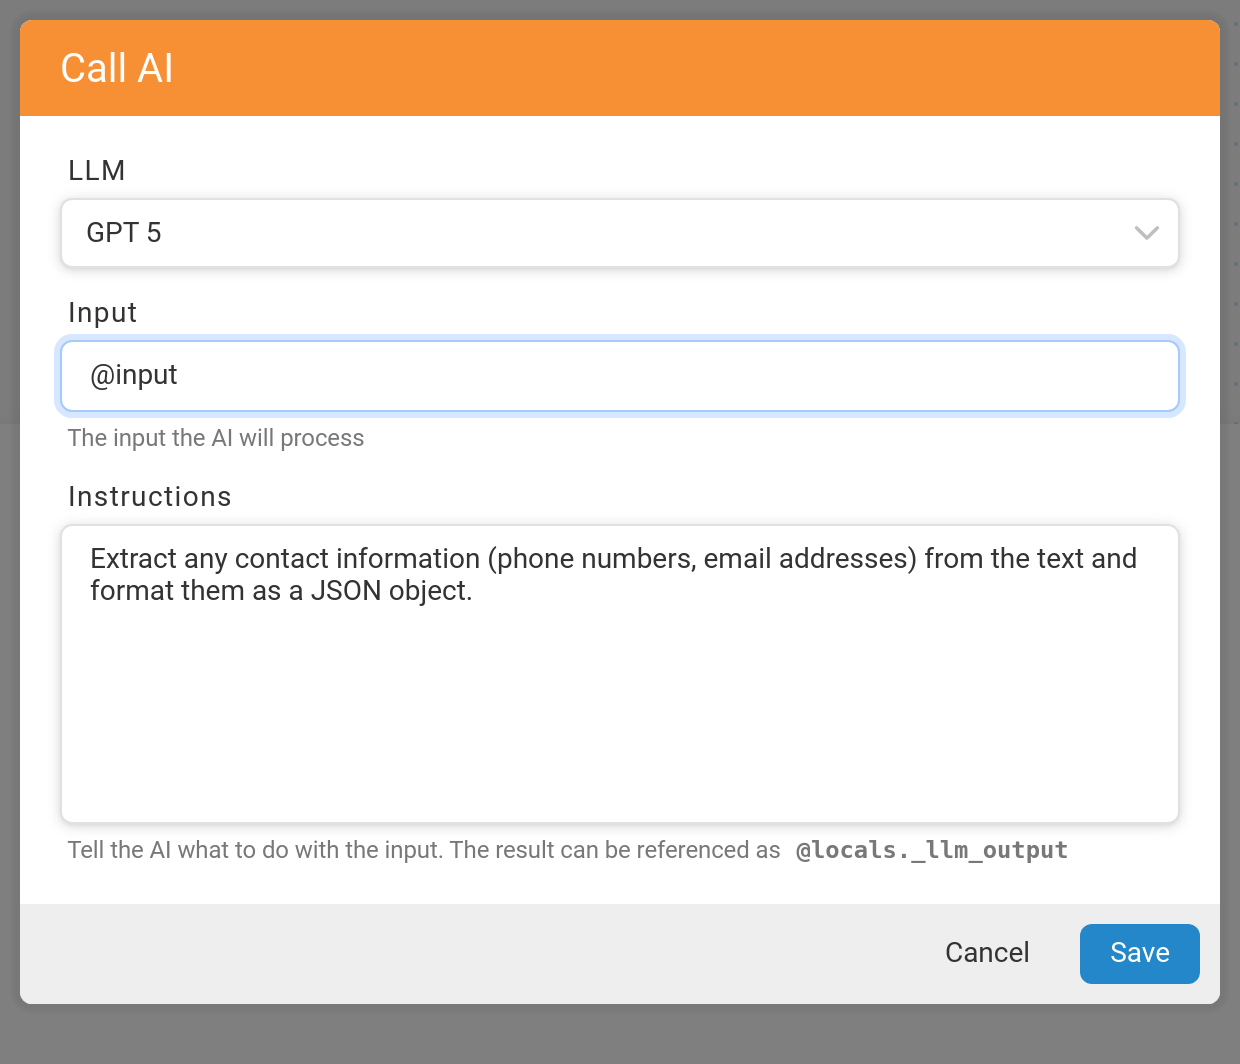 Call AI
LLM
GPT 5
Input
@input
The input the AI will process
Instructions
Extract any contact information (phone numbers, email addresses) from the text and
format them as a JSON object.
Tell the AI what to do with the input. The result can be referenced as @locals._llm_output
Cancel
Save